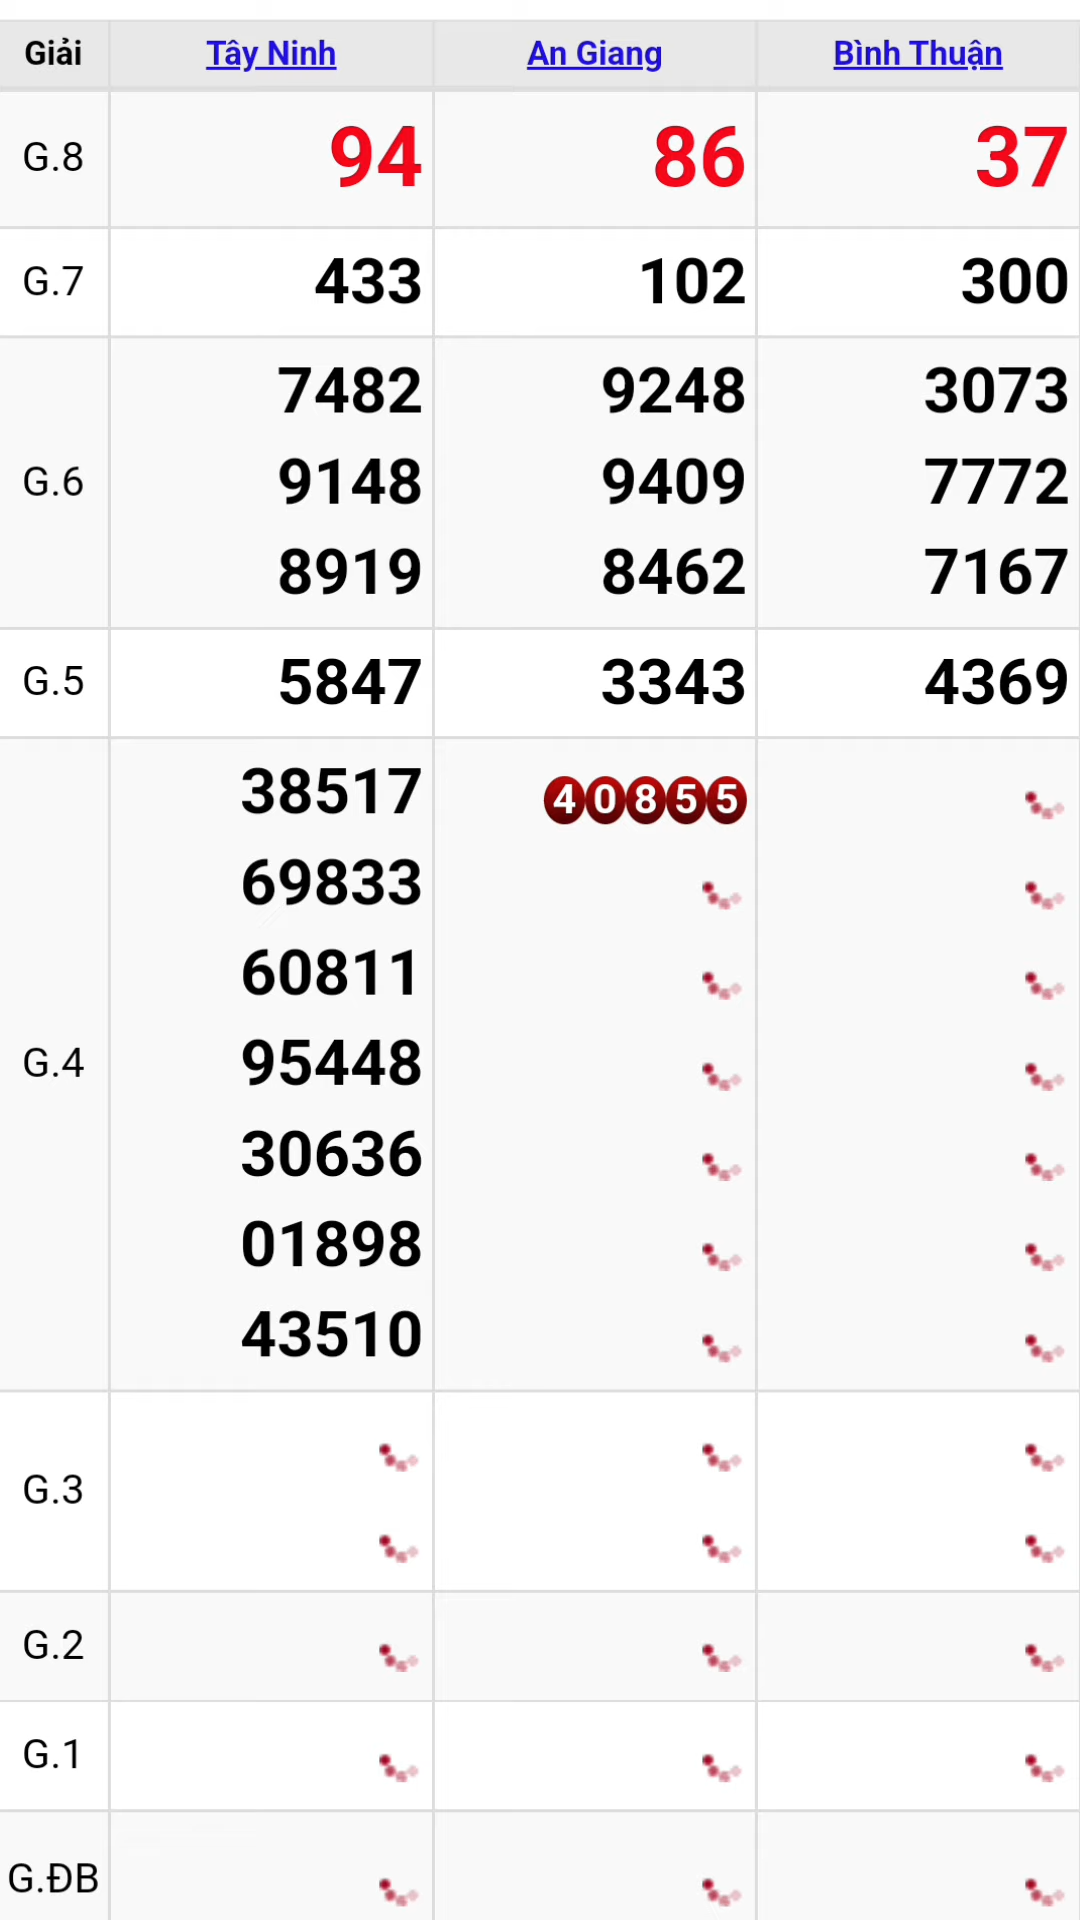 Giải Tây Ninh An Giang Bình Thuận
G.8 94 86 37
G.7 433 102 300
7482 9248 3073
G.6 9148 9409 7772
8919 8462 7167
G.5 5847 3343 4369
38517 40855
69833
60811
G.4 95448
30636
01898
43510
G.3
G.2
G.1
G.ĐB